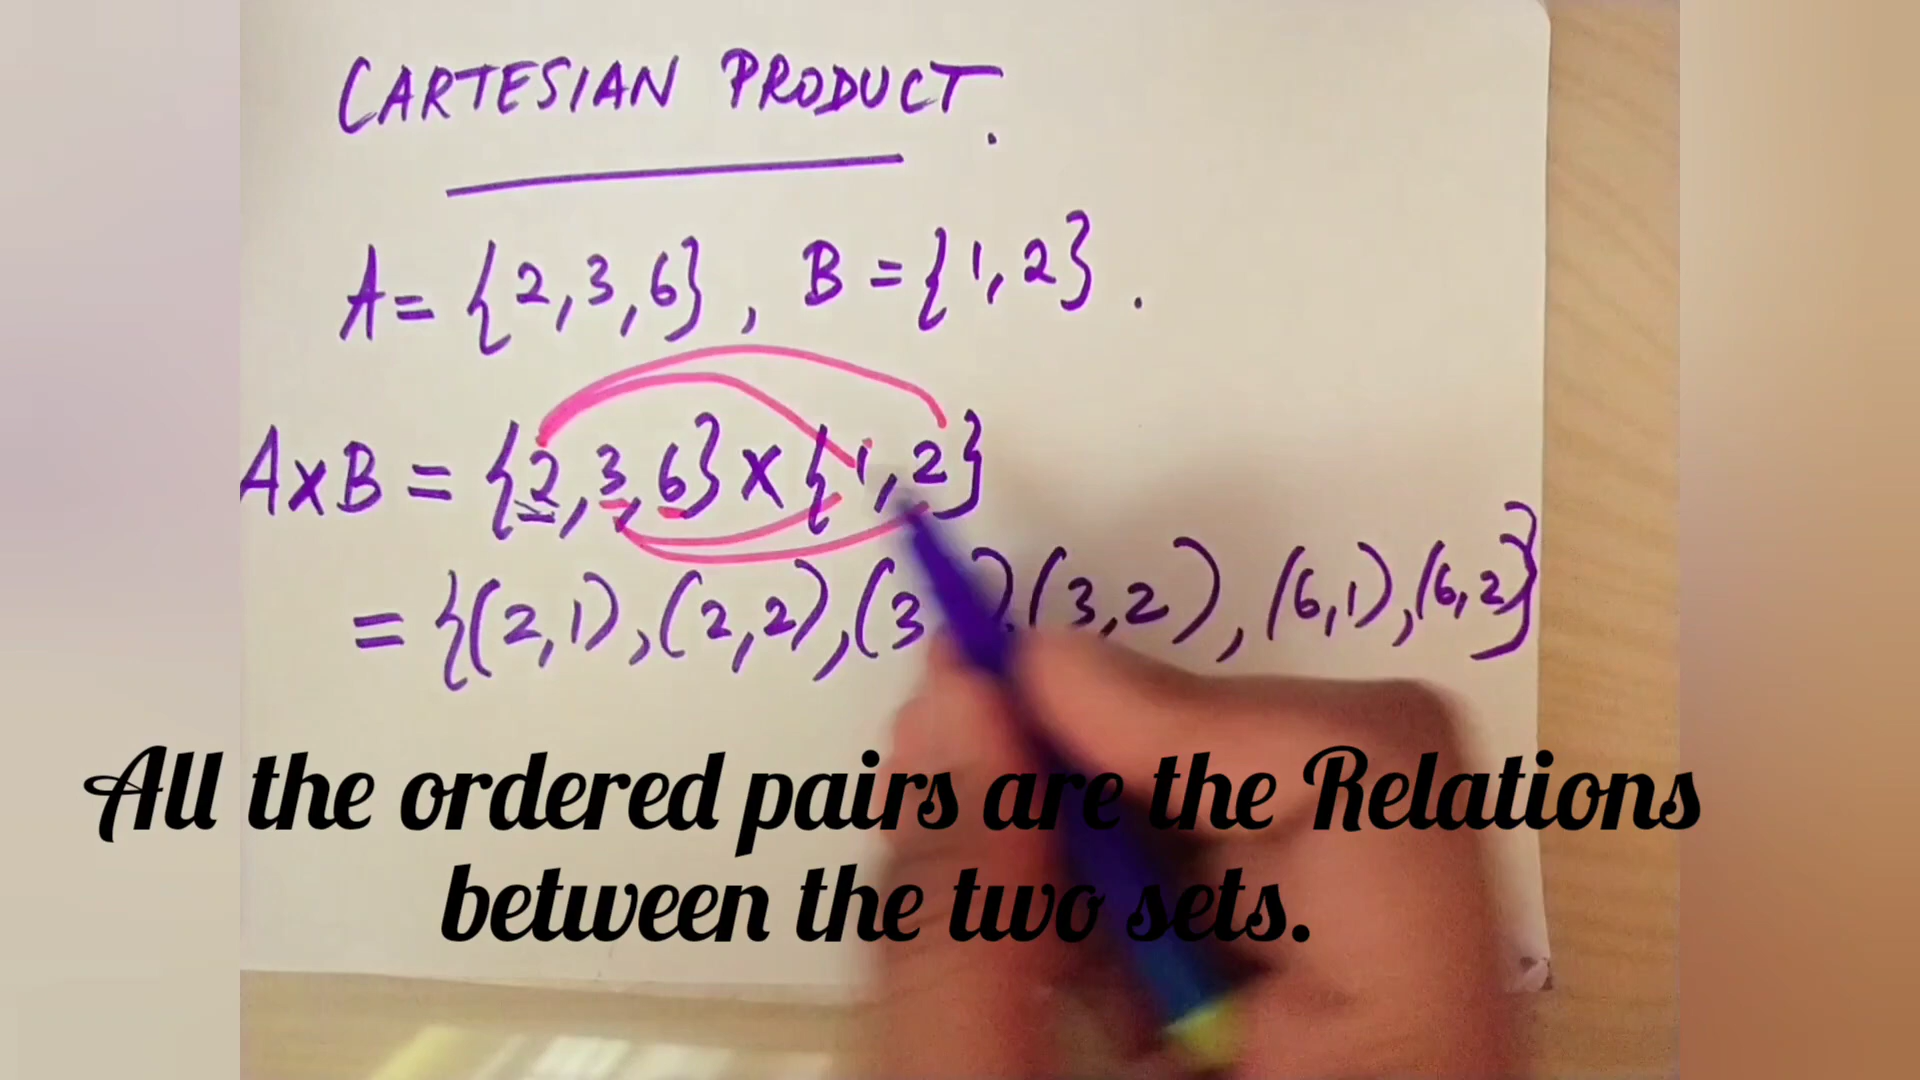 CARTESIAN PRODUCT.
A = {2,3,6}, B = {1,2}.
AxB = {2,3,6} x {1,2}
= {(2,1),(2,2),(3 ),(3,2),(6,1),(6,2)}
All the ordered pairs are the Relations
between the two sets.